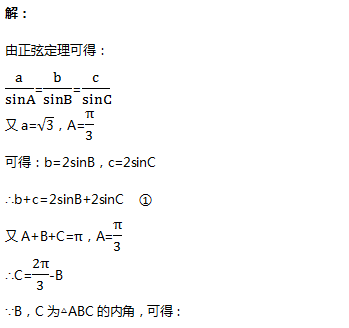 解：
由正弦定理可得：
a/sinA=b/sinB=c/sinC
又a=√3，A=π/3
可得：b=2sinB，c=2sinC
∴b+c=2sinB+2sinC ①
又A+B+C=π，A=π/3
∴C=2π/3-B
∵B，C为△ABC的内角，可得：